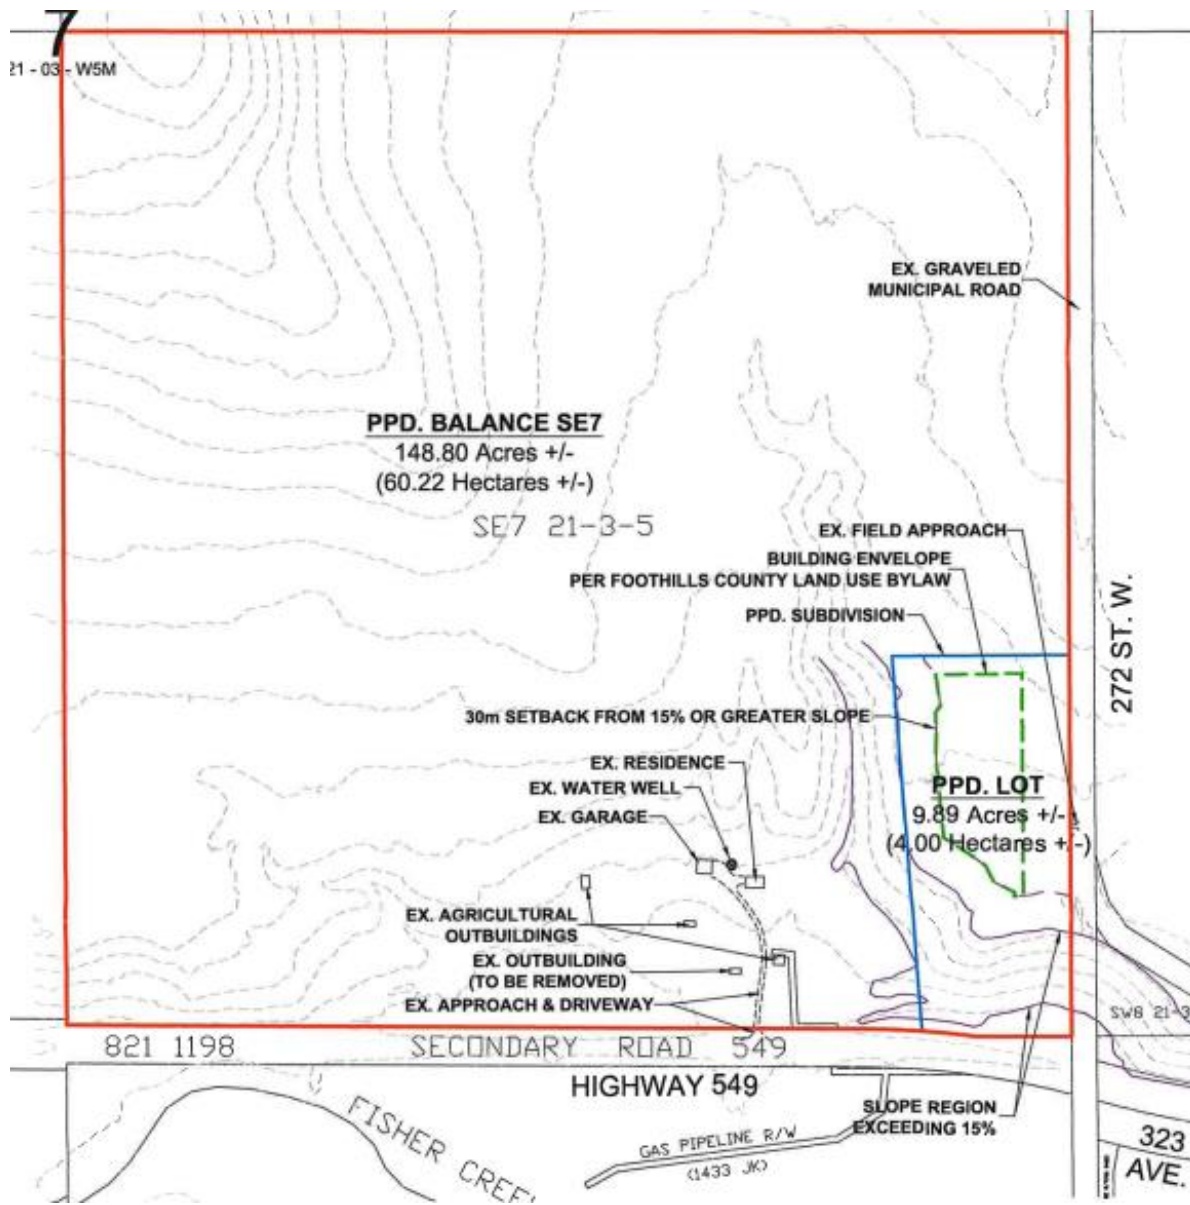 7
21 - 03 - W5M
EX. GRAVELED
MUNICIPAL ROAD
PPD. BALANCE SE7
148.80 Acres +/-
(60.22 Hectares +/-)
SE7 21-3-5
EX. FIELD APPROACH
BUILDING ENVELOPE
PER FOOTHILLS COUNTY LAND USE BYLAW
PPD. SUBDIVISION
272 ST. W.
30m SETBACK FROM 15% OR GREATER SLOPE
EX. RESIDENCE
EX. WATER WELL
EX. GARAGE
PPD. LOT
9.89 Acres +/-
(4.00 Hectares +/-)
EX. AGRICULTURAL
OUTBUILDINGS
EX. OUTBUILDING
(TO BE REMOVED)
EX. APPROACH & DRIVEWAY
SW8 21-3
821 1198
SECONDARY ROAD 549
HIGHWAY 549
SLOPE REGION
EXCEEDING 15%
FISHER CREE
GAS PIPELINE R/W
(1433 JK)
323
AVE.